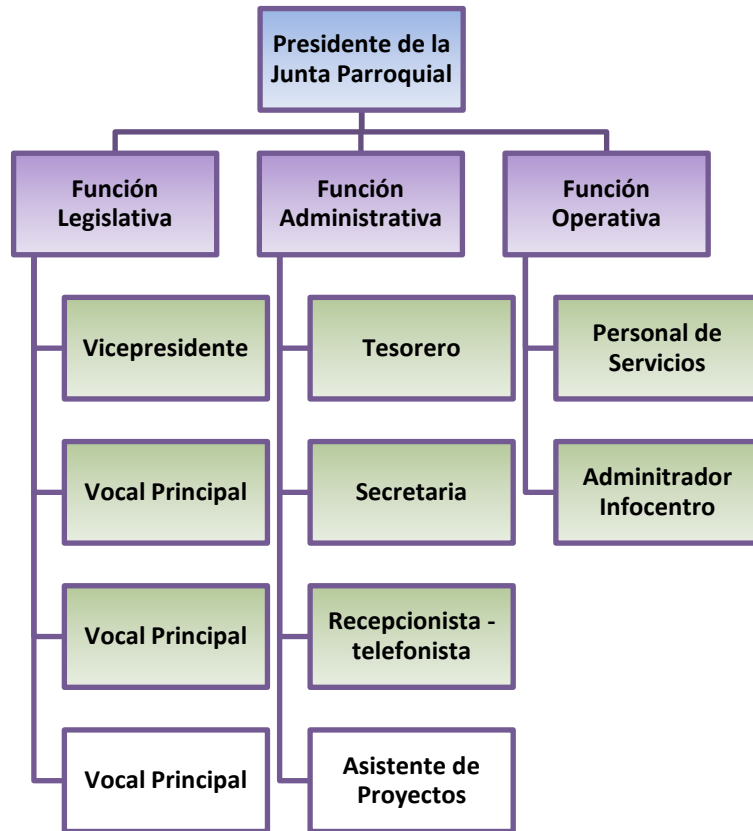 Presidente de la
Junta Parroquial
Función
Legislativa
Función
Administrativa
Función
Operativa
Vicepresidente
Tesorero
Personal de
Servicios
Vocal Principal
Secretaria
Adminitrador
Infocentro
Vocal Principal
Recepcionista -
telefonista
Vocal Principal
Asistente de
Proyectos